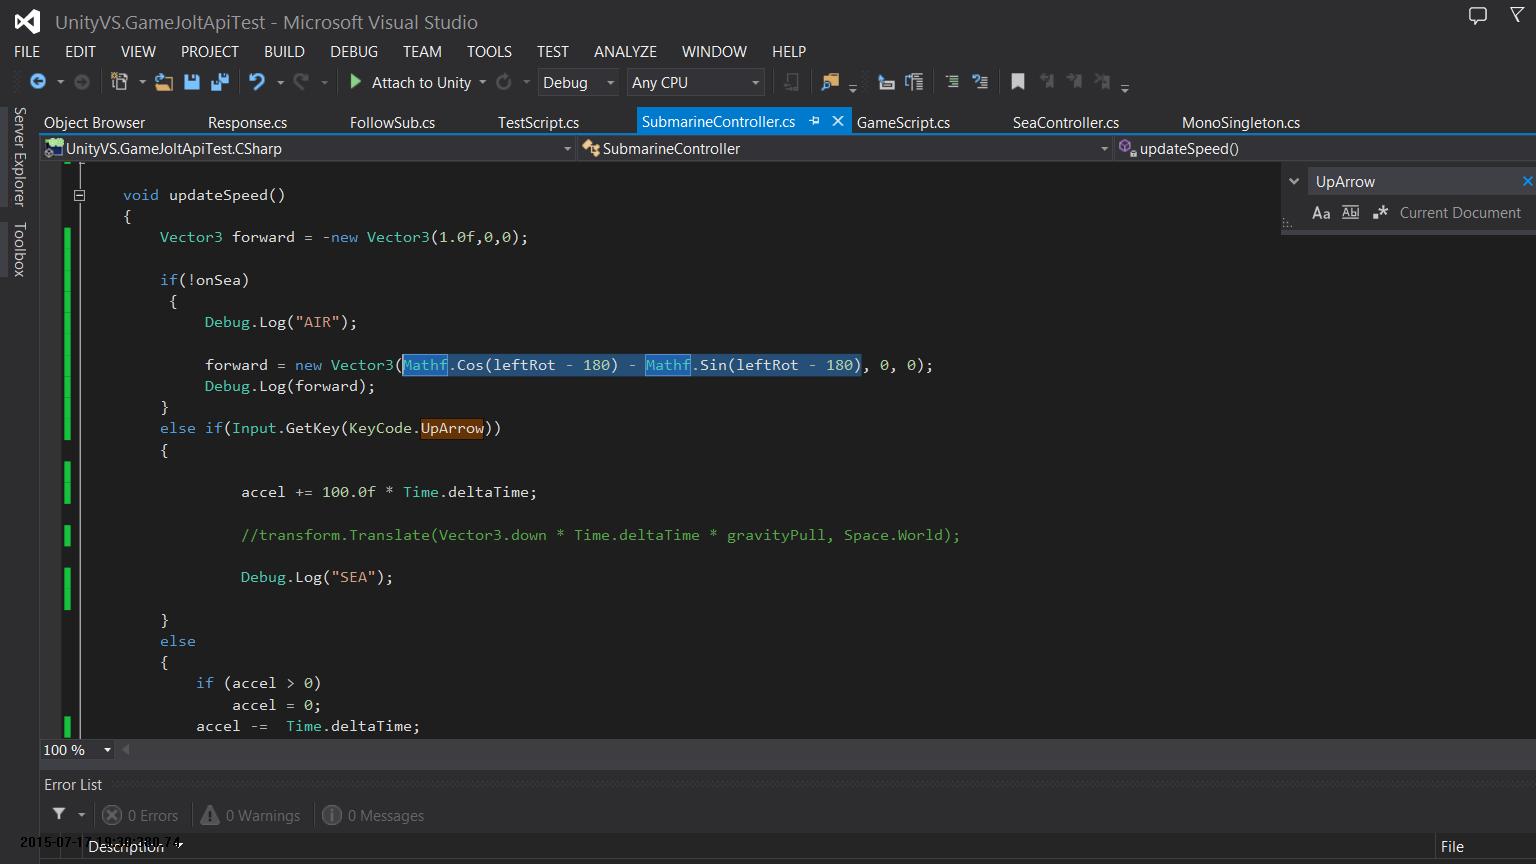 UnityVS.GameJoltApiTest - Microsoft Visual Studio
FILE EDIT VIEW PROJECT BUILD DEBUG TEAM TOOLS TEST ANALYZE WINDOW HELP
Attach to Unity Debug Any CPU
Server Explorer
Toolbox
Object Browser Response.cs FollowSub.cs TestScript.cs SubmarineController.cs GameScript.cs SeaController.cs MonoSingleton.cs
UnityVS.GameJoltApiTest.CSharp SubmarineController updateSpeed()
UpArrow
Aa Abl Current Document
void updateSpeed()
{
Vector3 forward = -new Vector3(1.0f,0,0);
if(!onSea)
{
Debug.Log("AIR");
forward = new Vector3(Mathf.Cos(leftRot - 180) - Mathf.Sin(leftRot - 180), 0, 0);
Debug.Log(forward);
}
else if(Input.GetKey(KeyCode.UpArrow))
{
accel += 100.0f * Time.deltaTime;
//transform.Translate(Vector3.down * Time.deltaTime * gravityPull, Space.World);
Debug.Log("SEA");
}
else
{
if (accel > 0)
accel = 0;
accel -=  Time.deltaTime;
100 %
Error List
0 Errors 0 Warnings 0 Messages
Description File